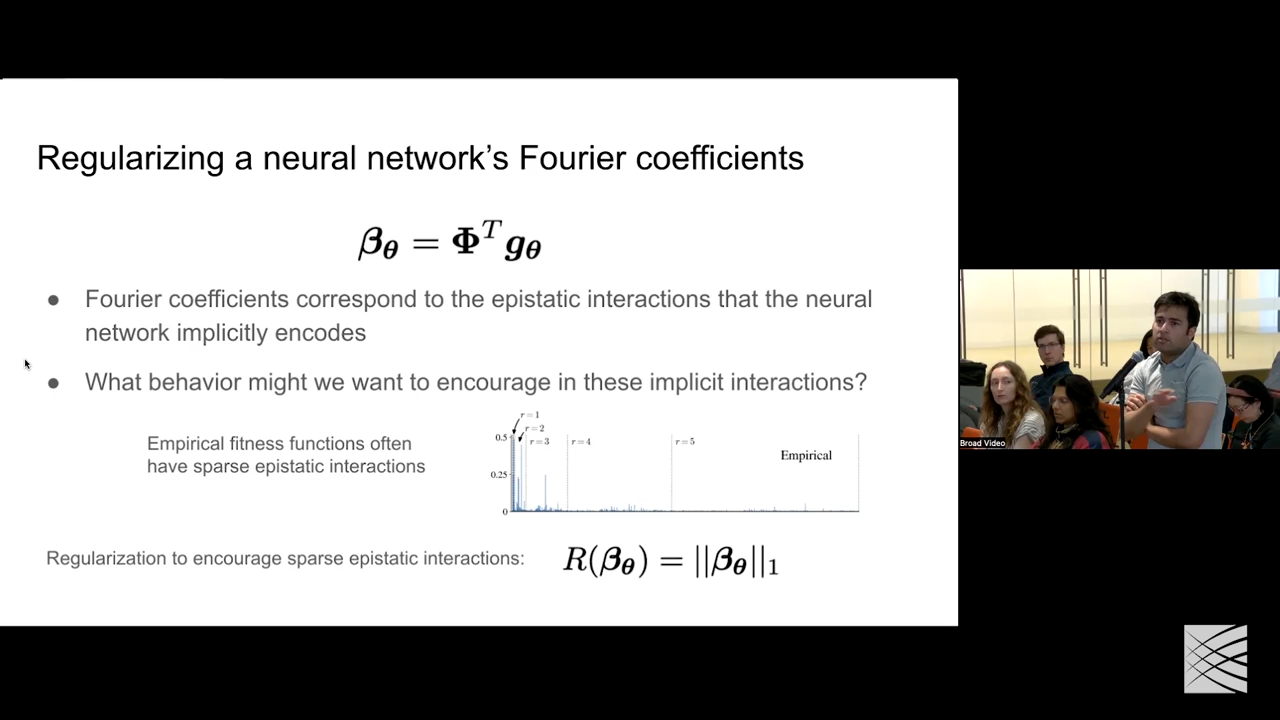 Regularizing a neural network’s Fourier coefficients
β_θ = Φ^T g_θ
● Fourier coefficients correspond to the epistatic interactions that the neural
network implicitly encodes
● What behavior might we want to encourage in these implicit interactions?
Empirical fitness functions often
have sparse epistatic interactions
r=1
r=2
0.5 r=3 r=4 r=5
Empirical
0.25
0
Regularization to encourage sparse epistatic interactions:
R(β_θ) = ||β_θ||_1
Broad Video